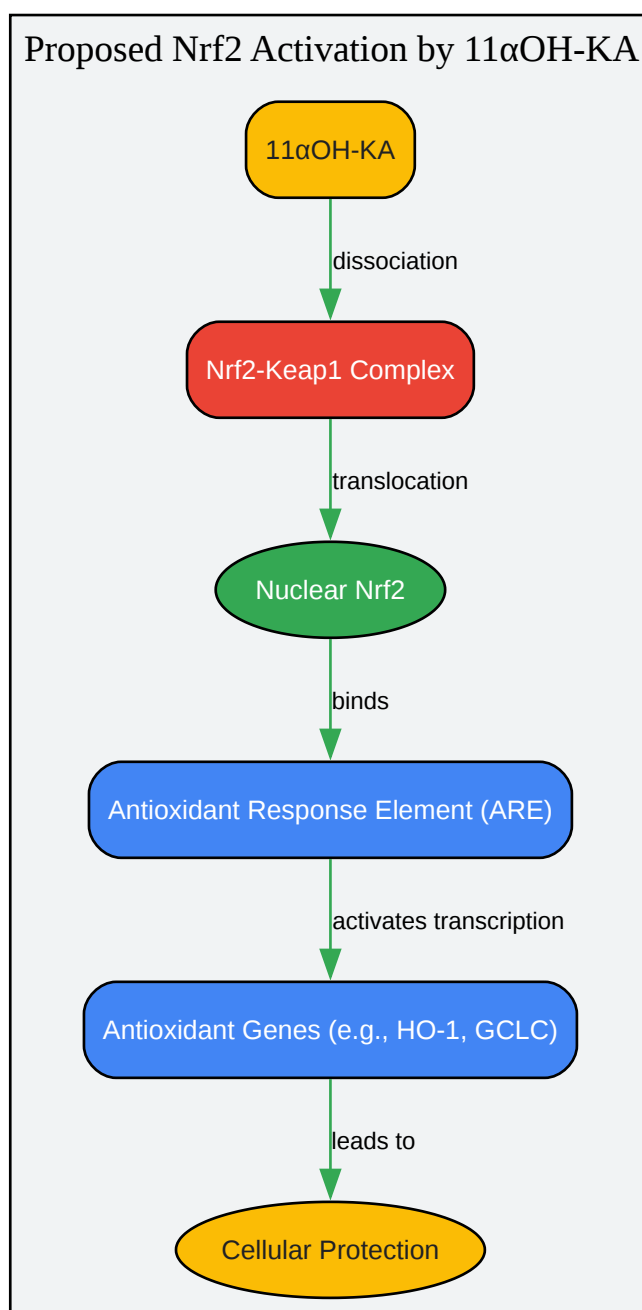 Proposed Nrf2 Activation by 11αOH-KA
11αOH-KA
dissociation
Nrf2-Keap1 Complex
translocation
Nuclear Nrf2
binds
Antioxidant Response Element (ARE)
activates transcription
Antioxidant Genes (e.g., HO-1, GCLC)
leads to
Cellular Protection